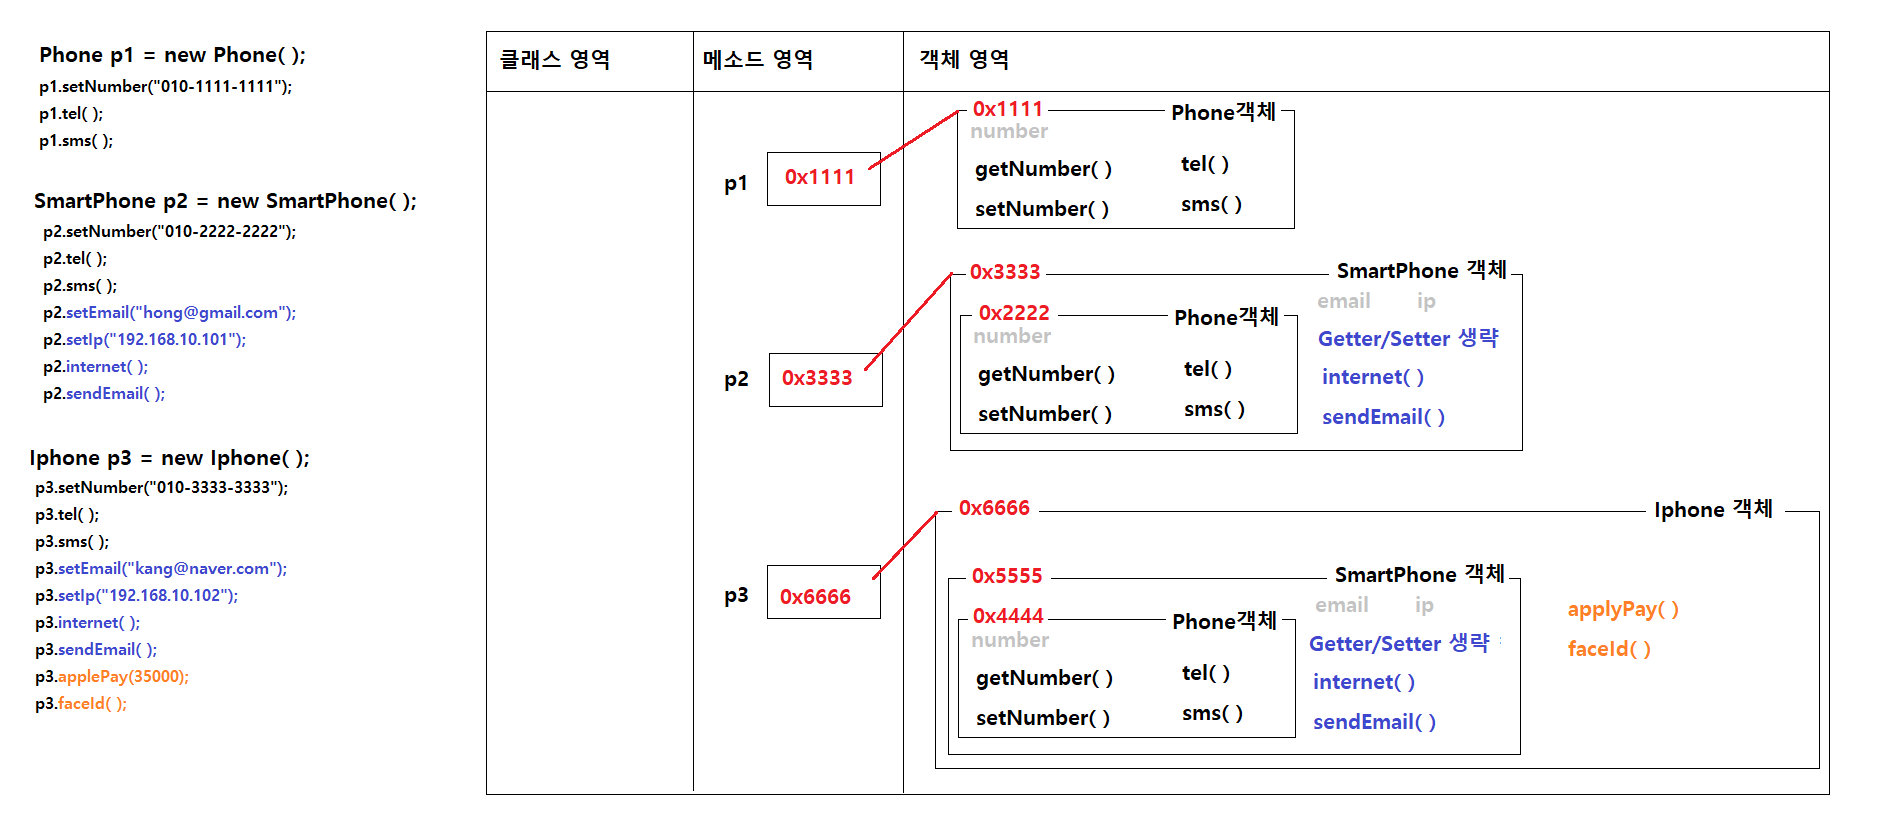 Phone p1 = new Phone( );
p1.setNumber("010-1111-1111");
p1.tel( );
p1.sms( );
SmartPhone p2 = new SmartPhone( );
p2.setNumber("010-2222-2222");
p2.tel( );
p2.sms( );
p2.setEmail("hong@gmail.com");
p2.setIp("192.168.10.101");
p2.internet( );
p2.sendEmail( );
Iphone p3 = new Iphone( );
p3.setNumber("010-3333-3333");
p3.tel( );
p3.sms( );
p3.setEmail("kang@naver.com");
p3.setIp("192.168.10.102");
p3.internet( );
p3.sendEmail( );
p3.applePay(35000);
p3.faceId( );
클래스 영역 메소드 영역 객체 영역
p1 0x1111
0x1111 Phone객체
number
getNumber( ) tel( )
setNumber( ) sms( )
p2 0x3333
0x3333 SmartPhone 객체
email ip
0x2222 Phone객체
number
Getter/Setter 생략
getNumber( ) tel( )
internet( )
setNumber( ) sms( )
sendEmail( )
p3 0x6666
0x6666 Iphone 객체
0x5555 SmartPhone 객체
email ip
0x4444 Phone객체
number
Getter/Setter 생략
getNumber( ) tel( )
internet( )
setNumber( ) sms( )
sendEmail( )
applyPay( )
faceId( )